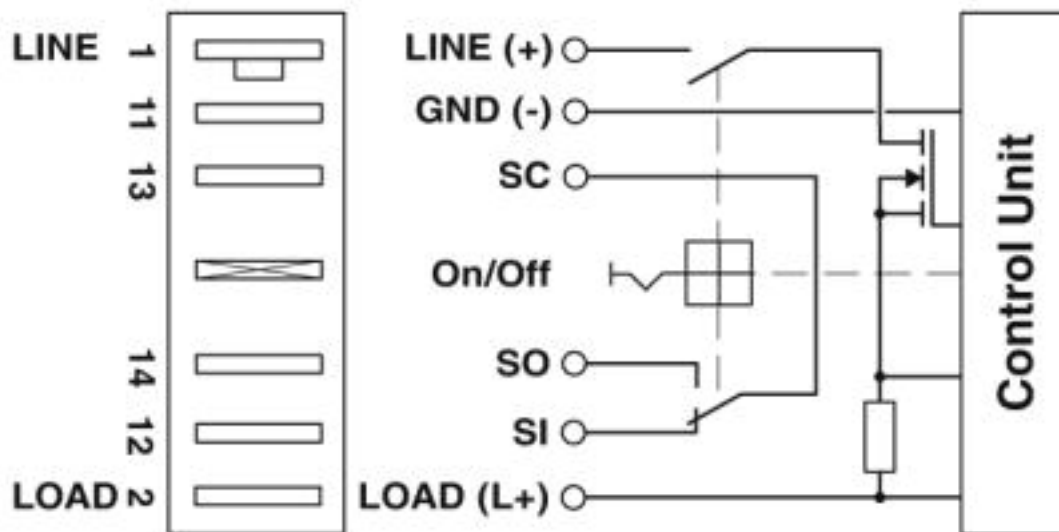 LINE 1 LINE (+)
11 GND (-)
13 SC
On/Off
14 SO
12 SI
LOAD 2 LOAD (L+)
Control Unit